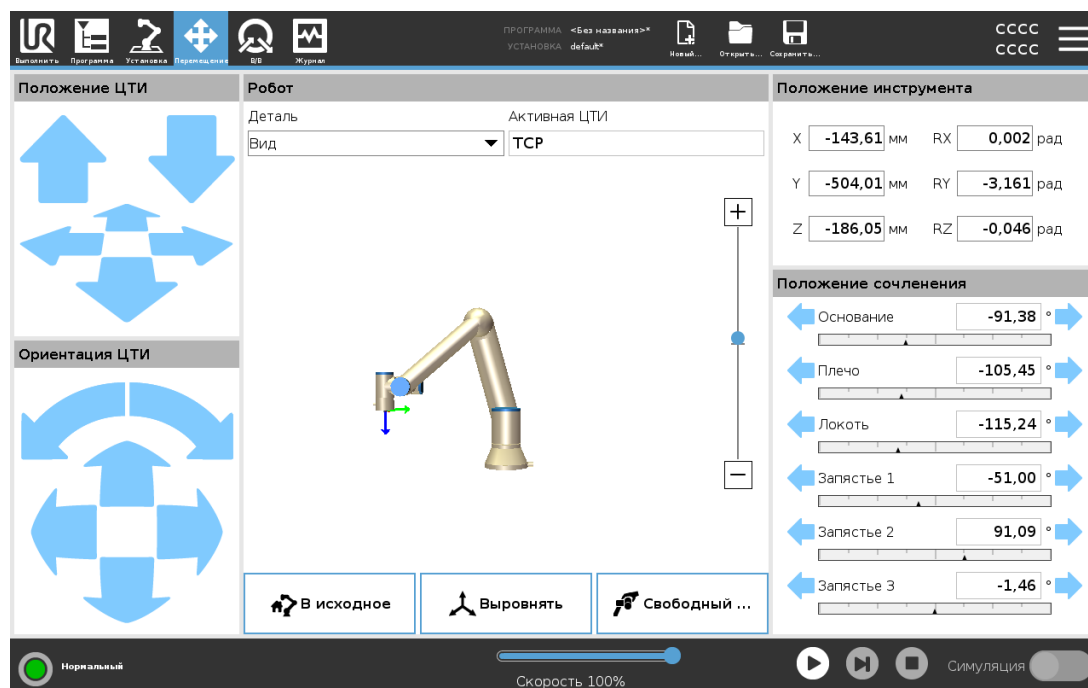 UR
ПРОГРАММА <Без названия>*
УСТАНОВКА default*
Выполнить Программа Установка Перемещение В/В Журнал
Новый... Открыть... Сохранить...
CCCC
CCCC
Положение ЦТИ
Робот
Деталь Активная ЦТИ
Вид TCP
Положение инструмента
X -143,61 мм RX 0,002 рад
Y -504,01 мм RY -3,161 рад
Z -186,05 мм RZ -0,046 рад
Положение сочленения
Основание -91,38 °
Плечо -105,45 °
Локоть -115,24 °
Запястье 1 -51,00 °
Запястье 2 91,09 °
Запястье 3 -1,46 °
Ориентация ЦТИ
+
−
В исходное Выровнять Свободный ...
Нормальный
Скорость 100%
Симуляция